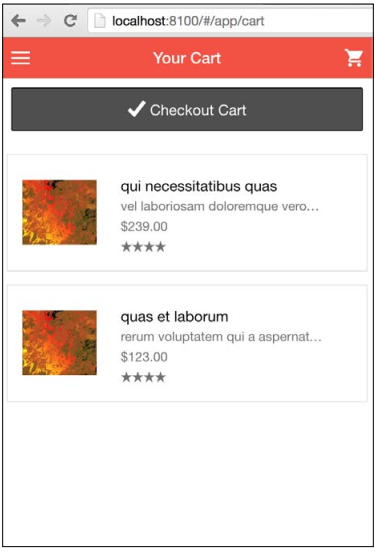 localhost:8100/#/app/cart
Your Cart
Checkout Cart
qui necessitatibus quas
vel laboriosam doloremque vero…
$239.00
★★★★
quas et laborum
rerum voluptatem qui a aspernat…
$123.00
★★★★